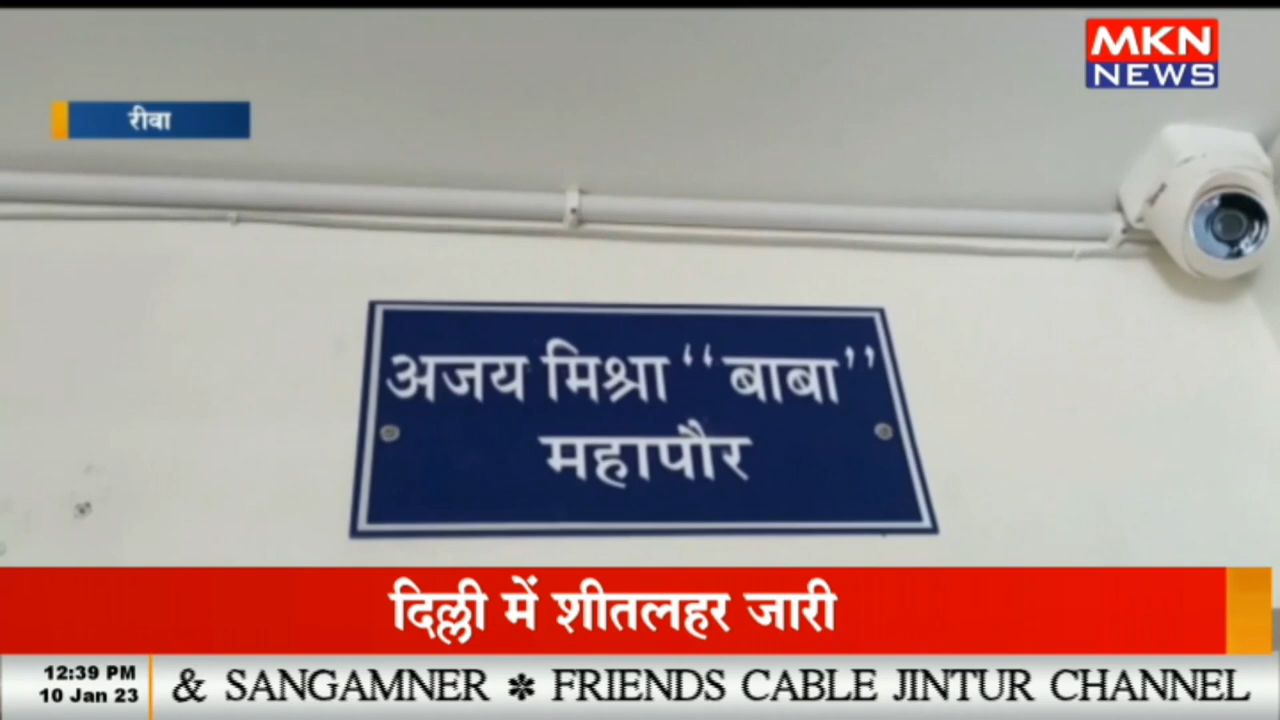 MKN
NEWS
रीवा
अजय मिश्रा “बाबा”
महापौर
दिल्ली में शीतलहर जारी
12:39 PM
10 Jan 23
& SANGAMNER ✽ FRIENDS CABLE JINTUR CHANNEL